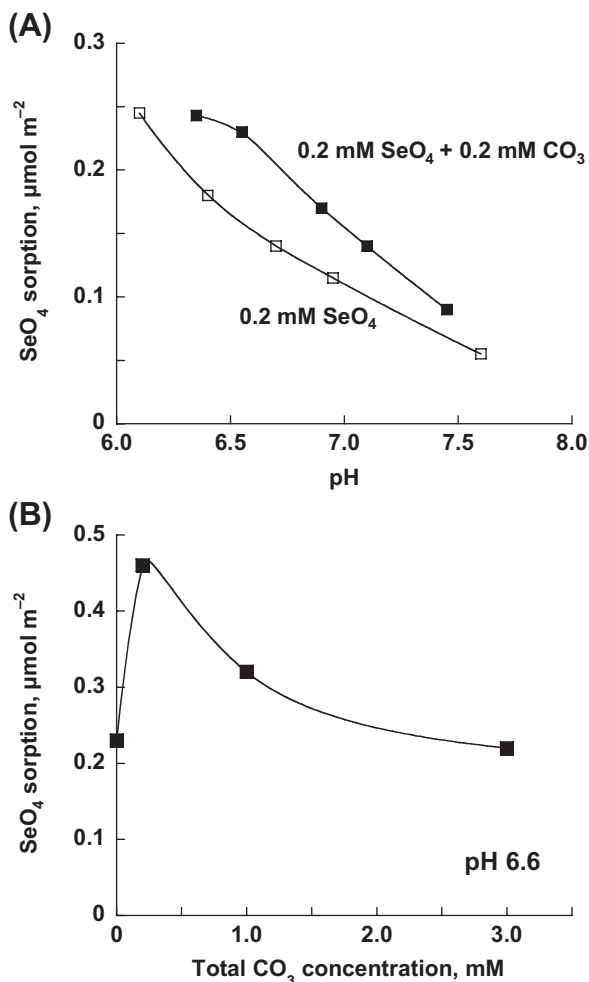 (A)
0.3
0.2
0.1
0
SeO₄ sorption, µmol m⁻²
0.2 mM SeO₄ + 0.2 mM CO₃
0.2 mM SeO₄
6.0 6.5 7.0 7.5 8.0
pH
(B)
0.5
0.4
0.3
0.2
0.1
0
SeO₄ sorption, µmol m⁻²
pH 6.6
0 1.0 2.0 3.0
Total CO₃ concentration, mM